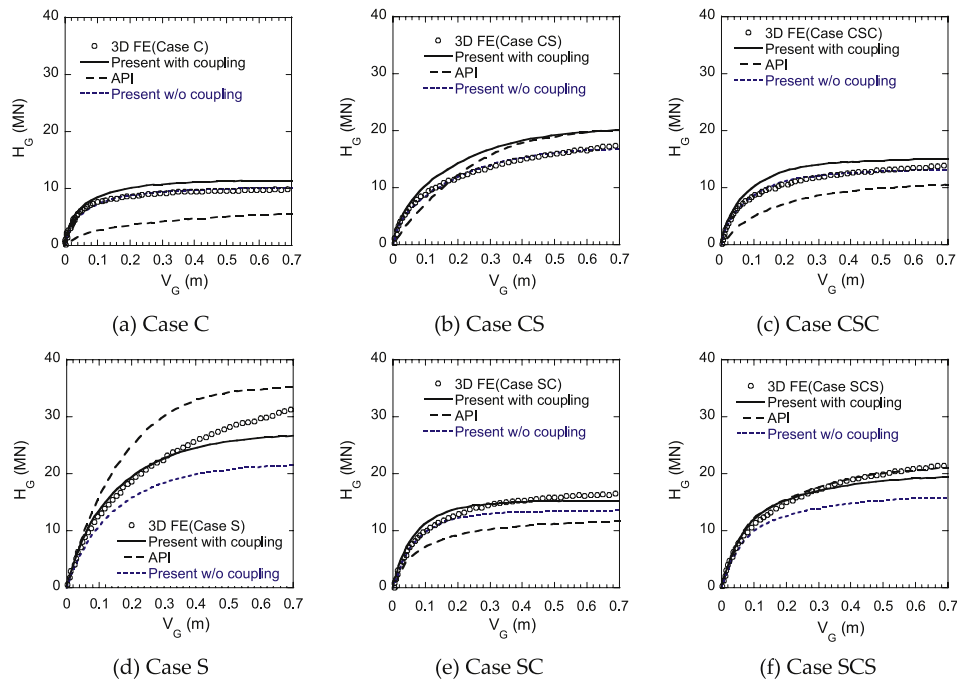 40
30
20
10
0
H_G (MN)
3D FE(Case C)
Present with coupling
API
Present w/o coupling
0 0.1 0.2 0.3 0.4 0.5 0.6 0.7
V_G (m)
(a) Case C
40
30
20
10
0
H_G (MN)
3D FE(Case CS)
Present with coupling
API
Present w/o coupling
0 0.1 0.2 0.3 0.4 0.5 0.6 0.7
V_G (m)
(b) Case CS
40
30
20
10
0
H_G (MN)
3D FE(Case CSC)
Present with coupling
API
Present w/o coupling
0 0.1 0.2 0.3 0.4 0.5 0.6 0.7
V_G (m)
(c) Case CSC
40
30
20
10
0
H_G (MN)
3D FE(Case S)
Present with coupling
API
Present w/o coupling
0 0.1 0.2 0.3 0.4 0.5 0.6 0.7
V_G (m)
(d) Case S
40
30
20
10
0
H_G (MN)
3D FE(Case SC)
Present with coupling
API
Present w/o coupling
0 0.1 0.2 0.3 0.4 0.5 0.6 0.7
V_G (m)
(e) Case SC
40
30
20
10
0
H_G (MN)
3D FE(Case SCS)
Present with coupling
API
Present w/o coupling
0 0.1 0.2 0.3 0.4 0.5 0.6 0.7
V_G (m)
(f) Case SCS